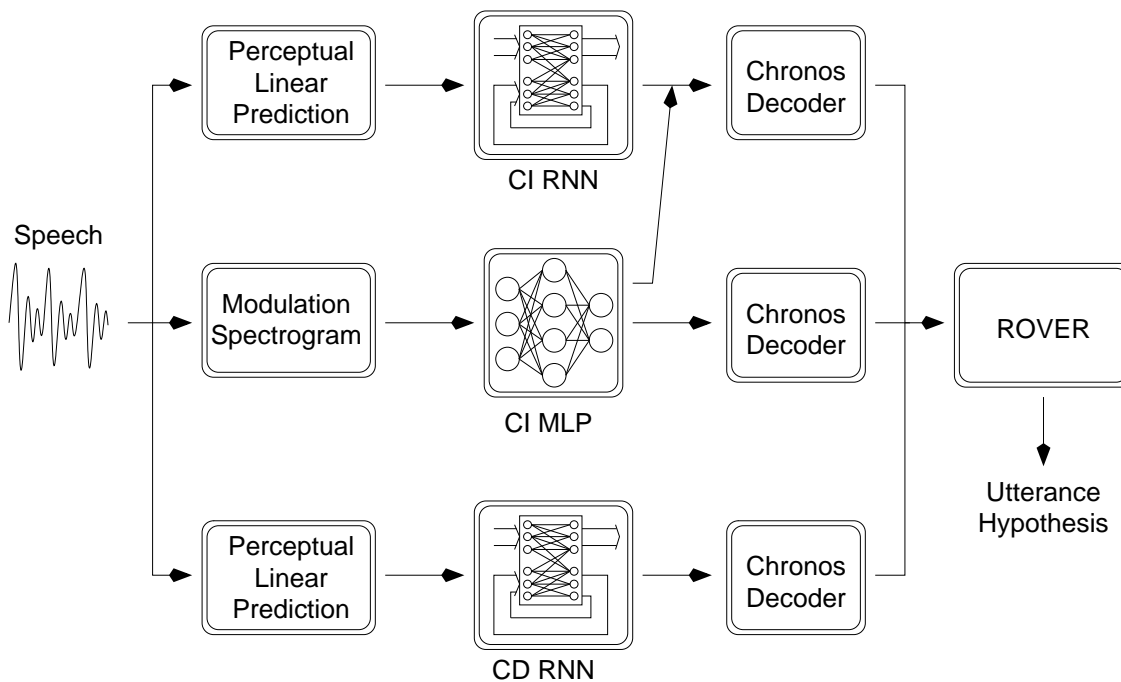 Perceptual
Linear
Prediction
CI RNN
Chronos
Decoder
Speech
Modulation
Spectrogram
CI MLP
Chronos
Decoder
ROVER
Utterance
Hypothesis
Perceptual
Linear
Prediction
CD RNN
Chronos
Decoder